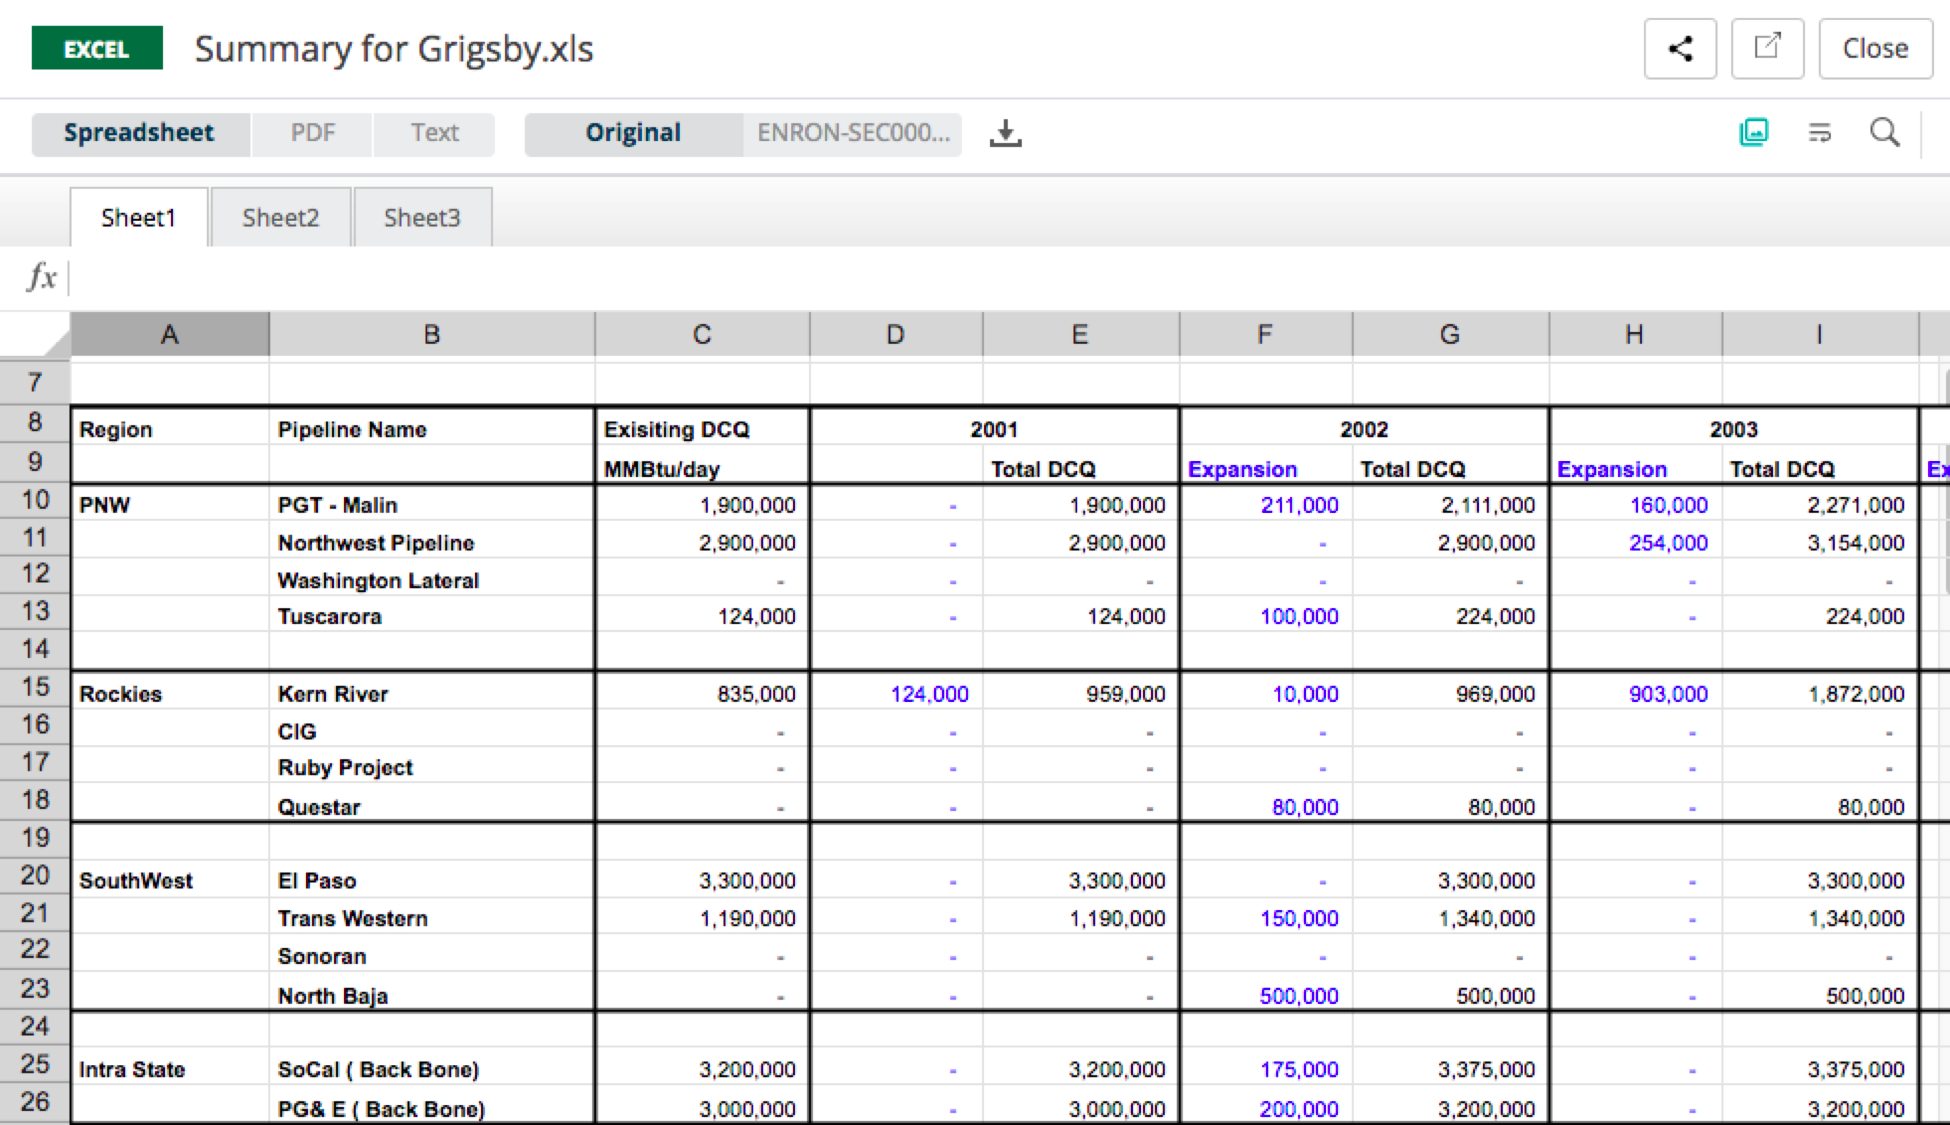 EXCEL Summary for Grigsby.xls Close
Spreadsheet PDF Text Original ENRON-SEC000...
Sheet1 Sheet2 Sheet3
fx
A B C D E F G H I
7
8 Region Pipeline Name Exisiting DCQ 2001 2002 2003
9 MMBtu/day Total DCQ Expansion Total DCQ Expansion Total DCQ Ex
10 PNW PGT - Malin 1,900,000 - 1,900,000 211,000 2,111,000 160,000 2,271,000
11 Northwest Pipeline 2,900,000 - 2,900,000 - 2,900,000 254,000 3,154,000
12 Washington Lateral - - - - - - -
13 Tuscarora 124,000 - 124,000 100,000 224,000 - 224,000
14
15 Rockies Kern River 835,000 124,000 959,000 10,000 969,000 903,000 1,872,000
16 CIG - - - - - - -
17 Ruby Project - - - - - - -
18 Questar - - - 80,000 80,000 - 80,000
19
20 SouthWest El Paso 3,300,000 - 3,300,000 - 3,300,000 - 3,300,000
21 Trans Western 1,190,000 - 1,190,000 150,000 1,340,000 - 1,340,000
22 Sonoran - - - - - - -
23 North Baja - - - 500,000 500,000 - 500,000
24
25 Intra State SoCal ( Back Bone) 3,200,000 - 3,200,000 175,000 3,375,000 - 3,375,000
26 PG& E ( Back Bone) 3,000,000 - 3,000,000 200,000 3,200,000 - 3,200,000